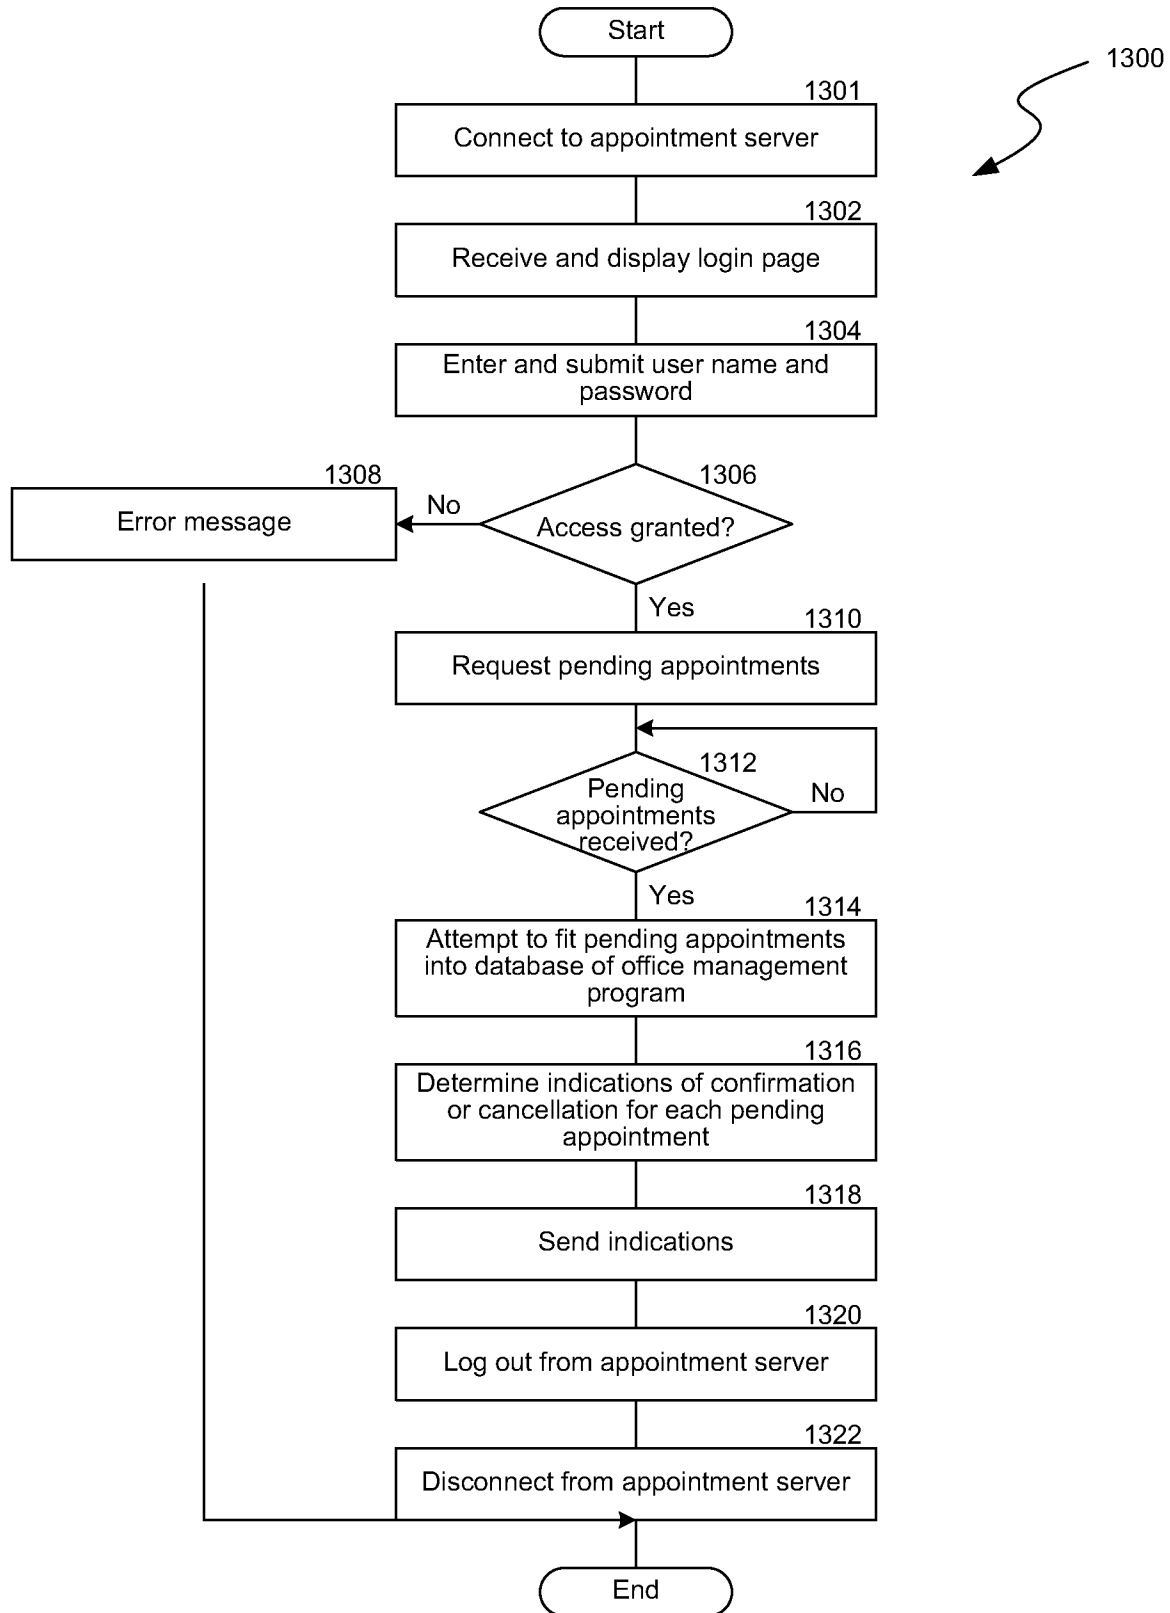 Start
1300
1301
Connect to appointment server
1302
Receive and display login page
1304
Enter and submit user name and
password
1306
Access granted?
No
1308
Error message
Yes
1310
Request pending appointments
1312
Pending
appointments
received?
No
Yes
1314
Attempt to fit pending appointments
into database of office management
program
1316
Determine indications of confirmation
or cancellation for each pending
appointment
1318
Send indications
1320
Log out from appointment server
1322
Disconnect from appointment server
End